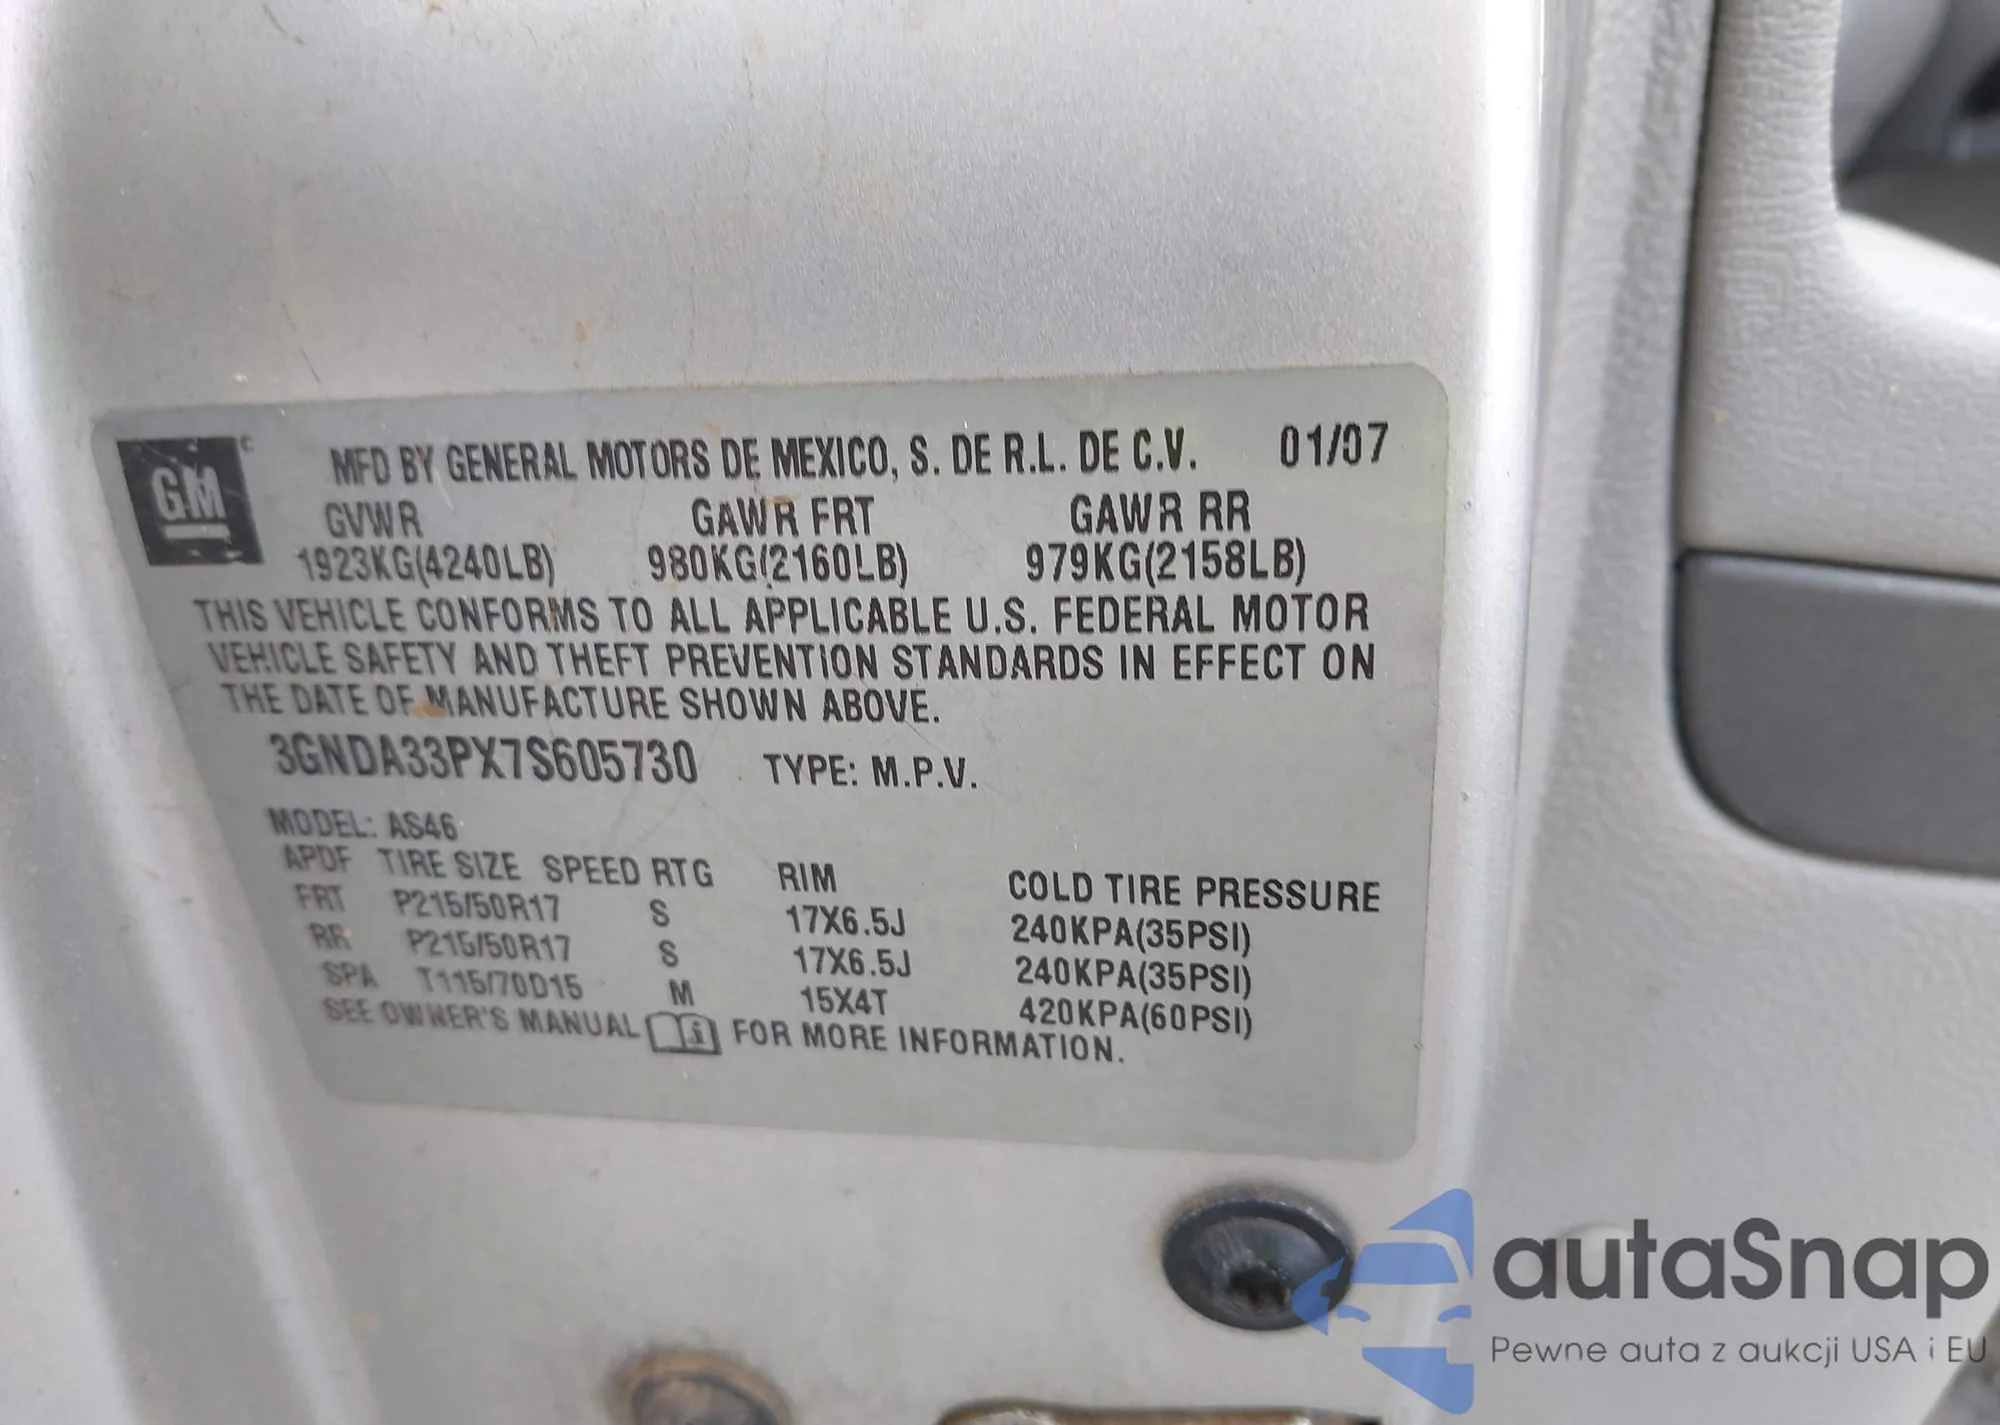 GM
MFD BY GENERAL MOTORS DE MEXICO, S. DE R.L. DE C.V. 01/07
GVWR GAWR FRT GAWR RR
1923KG(4240LB) 980KG(2160LB) 979KG(2158LB)
THIS VEHICLE CONFORMS TO ALL APPLICABLE U.S. FEDERAL MOTOR
VEHICLE SAFETY AND THEFT PREVENTION STANDARDS IN EFFECT ON
THE DATE OF MANUFACTURE SHOWN ABOVE.
3GNDA33PX7S605730 TYPE: M.P.V.
MODEL: AS46
APDF TIRE SIZE SPEED RTG RIM COLD TIRE PRESSURE
FRT P215/50R17 S 17X6.5J 240KPA(35PSI)
RR P215/50R17 S 17X6.5J 240KPA(35PSI)
SPA T115/70D15 M 15X4T 420KPA(60PSI)
SEE OWNER'S MANUAL i FOR MORE INFORMATION.
autaSnap
Pewne auta z aukcji USA i EU